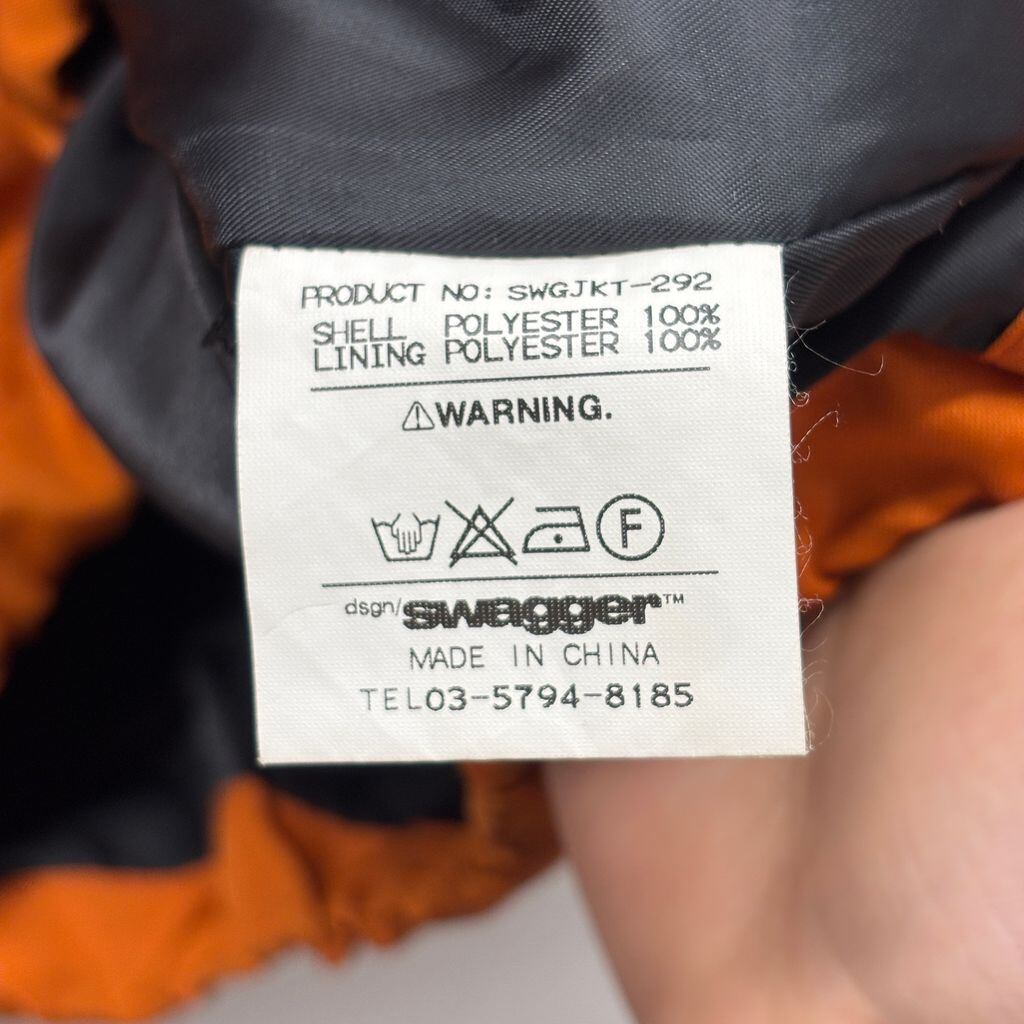 PRODUCT NO: SWGJKT-292
SHELL POLYESTER 100%
LINING POLYESTER 100%
⚠WARNING.
F
dsgn/swagger™
MADE IN CHINA
TEL03-5794-8185